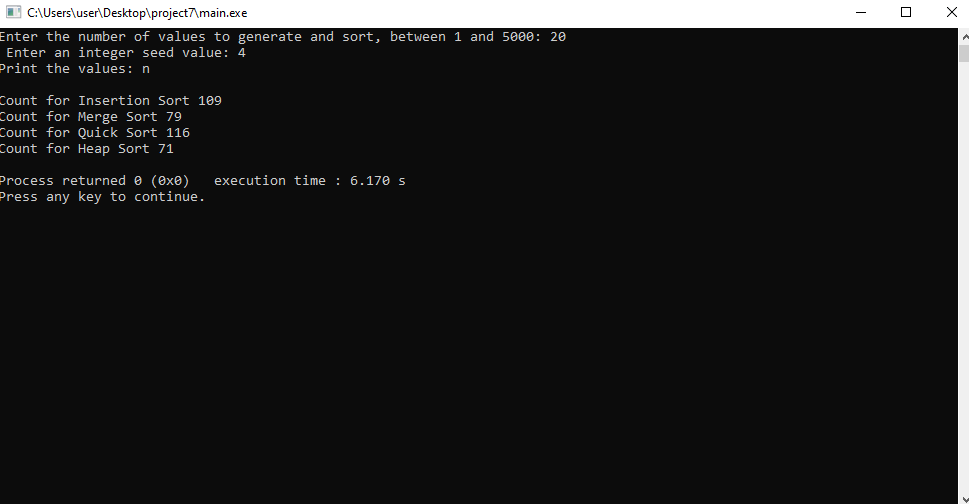 C:\Users\user\Desktop\project7\main.exe
Enter the number of values to generate and sort, between 1 and 5000: 20
 Enter an integer seed value: 4
Print the values: n
Count for Insertion Sort 109
Count for Merge Sort 79
Count for Quick Sort 116
Count for Heap Sort 71
Process returned 0 (0x0)   execution time : 6.170 s
Press any key to continue.